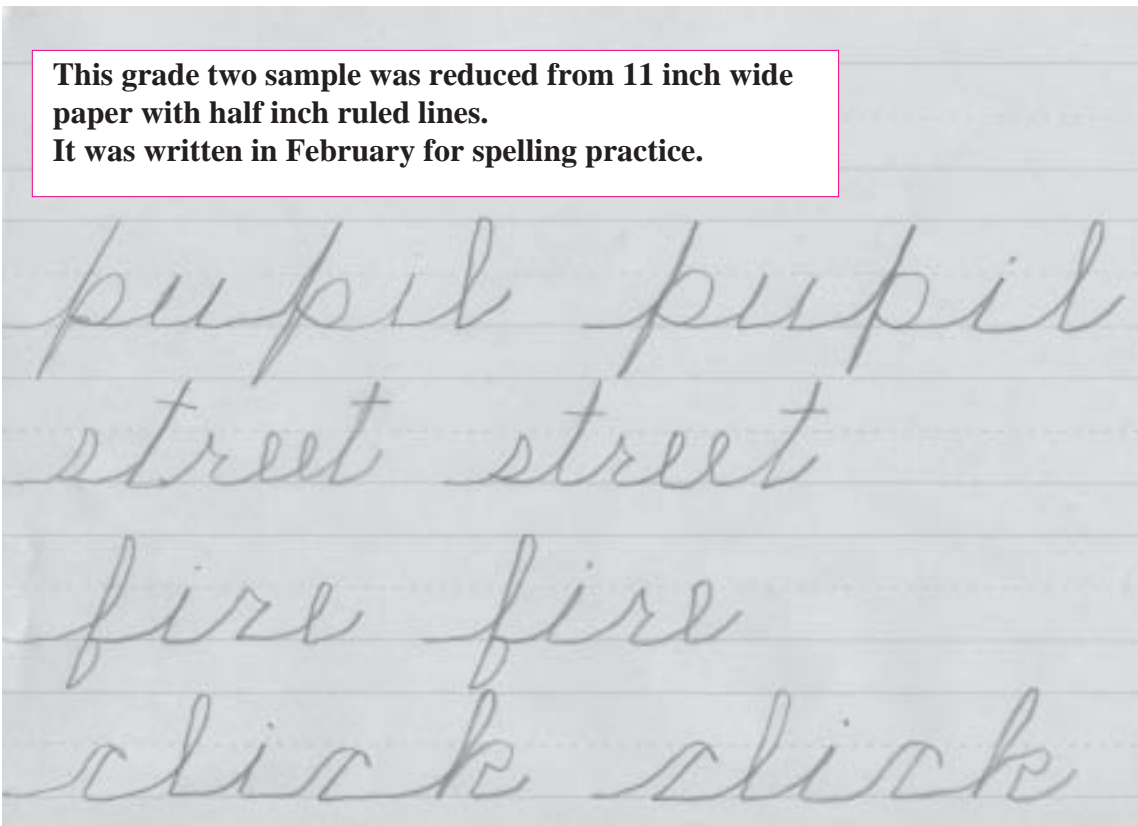 This grade two sample was reduced from 11 inch wide
paper with half inch ruled lines.
It was written in February for spelling practice.
pupil pupil
street street
fire fire
click click